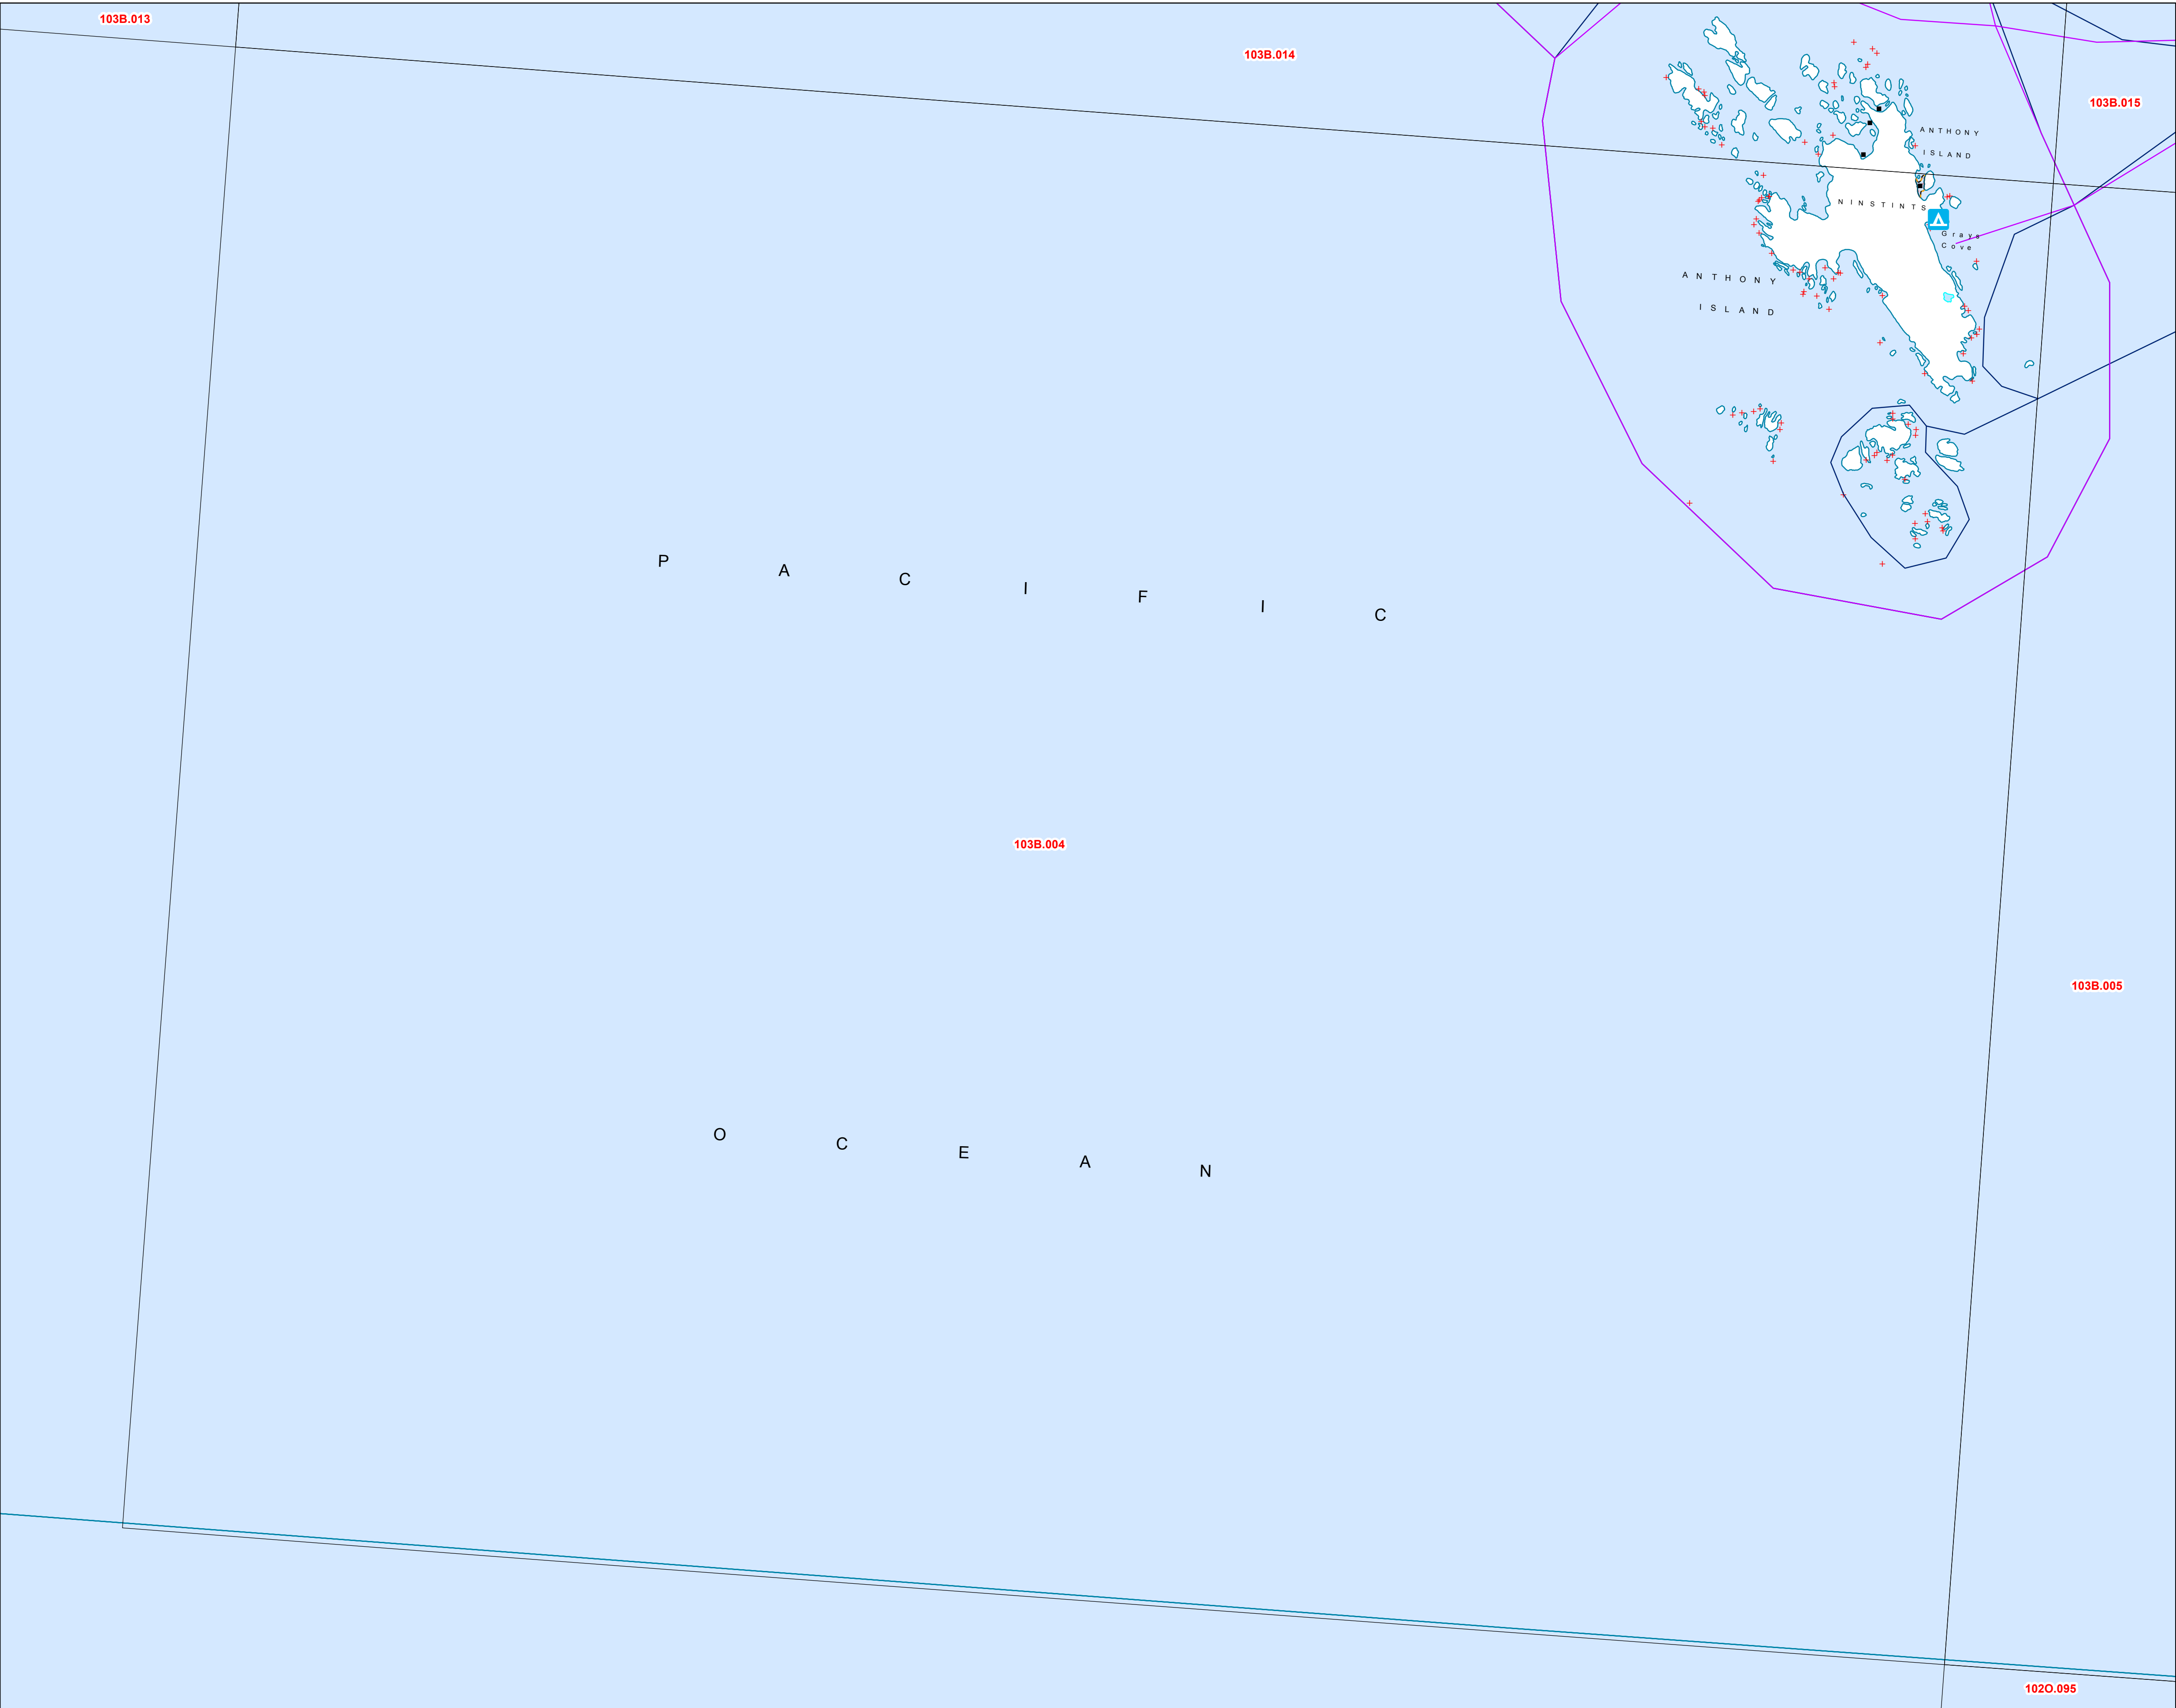 103B.013
103B.014
103B.015
ANTHONY
ISLAND
NINSTINTS
Grays
Cove
ANTHONY
ISLAND
PACIFIC
103B.004
103B.005
OCEAN
102O.095